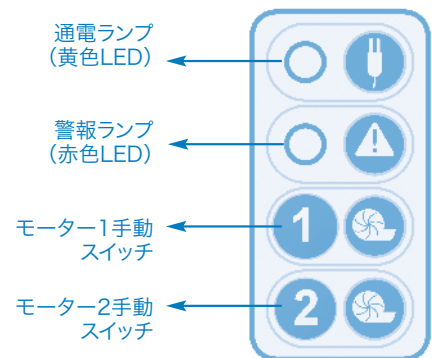 通電ランプ
（黄色LED）
警報ランプ
（赤色LED）
モーター1手動
スイッチ
1
モーター2手動
スイッチ
2